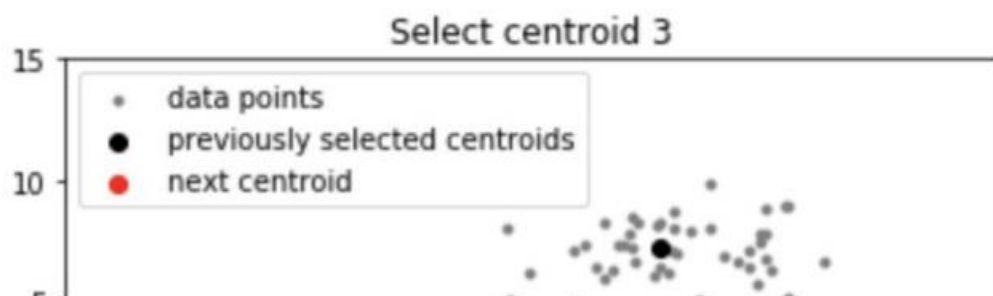 Select centroid 3
15
data points
previously selected centroids
next centroid
10